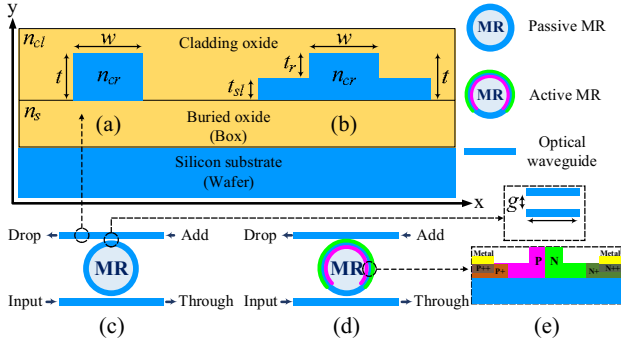 y
n_cl
w
Cladding oxide
w
t
n_cr
t_r
n_cr
t
t_sl
n_s
(a)
Buried oxide
(Box)
(b)
Silicon substrate
(Wafer)
x
MR
Passive MR
MR
Active MR
Optical
waveguide
g
Drop
Add
MR
Input
Through
(c)
Drop
Add
MR
Input
Through
(d)
Metal
P
N
Metal
P++
P+
N+
N++
(e)